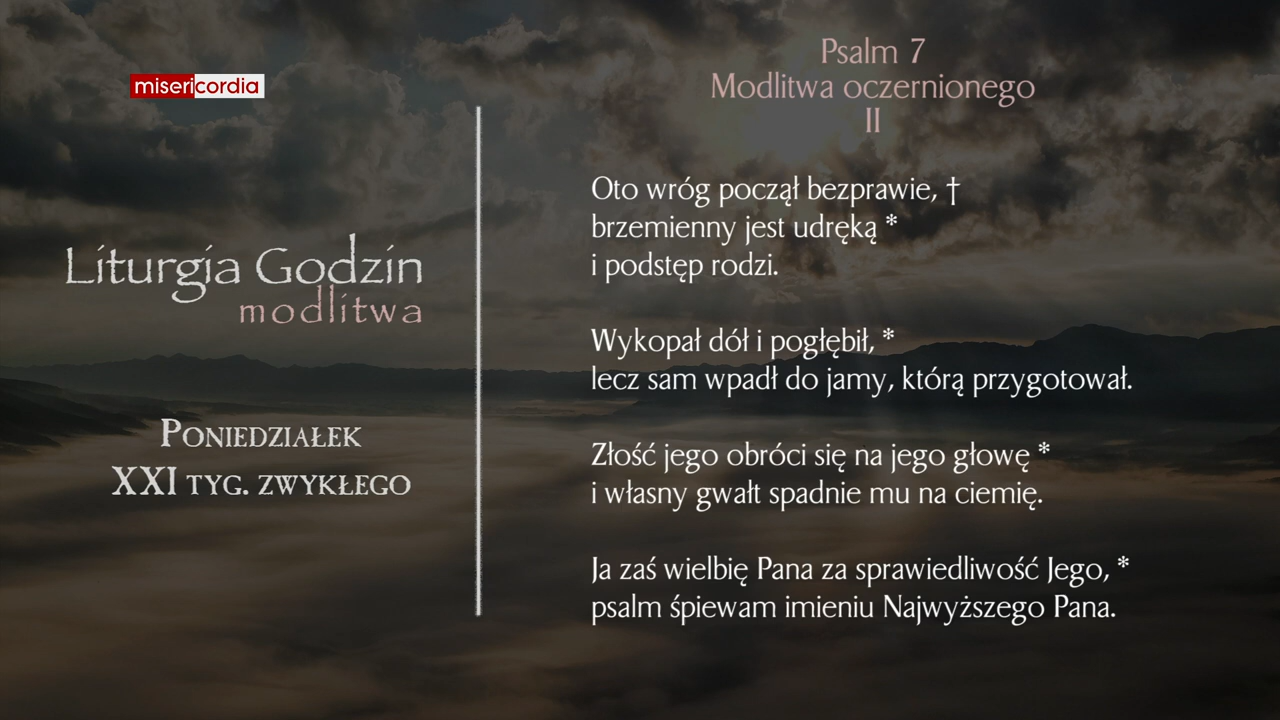 misericordia
Liturgia Godzin
modlitwa
Poniedziałek
XXI tyg. zwykłego
Psalm 7
Modlitwa oczernionego
II
Oto wróg począł bezprawie, †
brzemienny jest udręką *
i podstęp rodzi.
Wykopał dół i pogłębił, *
lecz sam wpadł do jamy, którą przygotował.
Złość jego obróci się na jego głowę *
i własny gwałt spadnie mu na ciemię.
Ja zaś wielbię Pana za sprawiedliwość Jego, *
psalm śpiewam imieniu Najwyższego Pana.